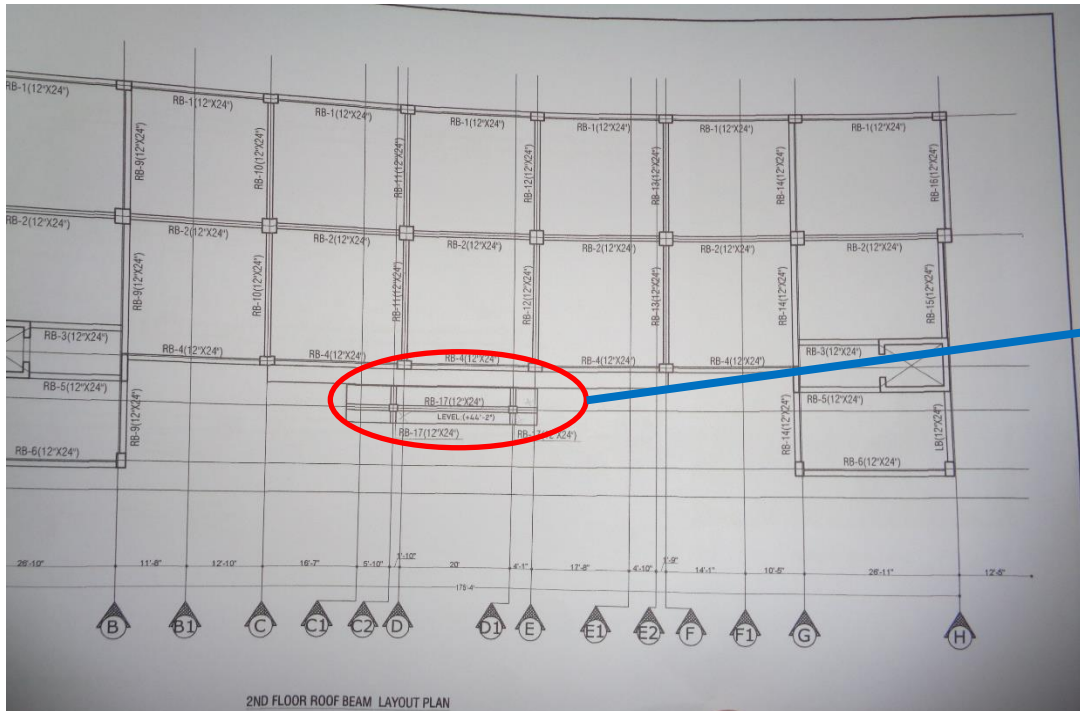 RB-1(12"X24")
RB-1(12"X24")
RB-1(12"X24")
RB-1(12"X24")
RB-1(12"X24")
RB-1(12"X24")
RB-1(12"X24")
RB-9(12"X24")
RB-10(12"X24")
RB-11(12"X24")
RB-12(12"X24")
RB-13(12"X24")
RB-14(12"X24")
RB-16(12"X24")
RB-2(12"X24")
RB-2(12"X24")
RB-2(12"X24")
RB-2(12"X24")
RB-2(12"X24")
RB-2(12"X24")
RB-2(12"X24")
RB-9(12"X24")
RB-10(12"X24")
RB-11(12"X24")
RB-12(12"X24")
RB-13(12"X24")
RB-14(12"X24")
RB-15(12"X24")
RB-3(12"X24")
RB-4(12"X24")
RB-4(12"X24")
RB-4(12"X24")
RB-4(12"X24")
RB-4(12"X24")
RB-3(12"X24")
RB-5(12"X24")
RB-17(12"X24")
RB-5(12"X24")
LEVEL (+44'-2")
RB-9(12"X24")
RB-17(12"X24")
RB-17(12"X24")
RB-14(12"X24")
LB(12"X24")
RB-6(12"X24")
RB-6(12"X24")
26'-10"
11'-8"
12'-10"
16'-7"
5'-10"
1'-10"
20'
4'-1"
17'-8"
4'-10"
1'-9"
14'-1"
10'-5"
26'-11"
B
B1
C
C1
C2
D
D1
E
E1
E2
F
F1
G
H
2ND FLOOR ROOF BEAM LAYOUT PLAN